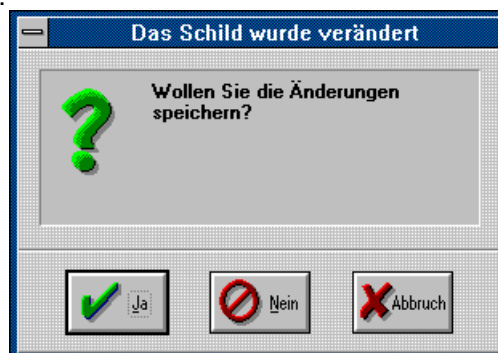 Das Schild wurde verändert
Wollen Sie die Änderungen
speichern?
Ja
Nein
Abbruch